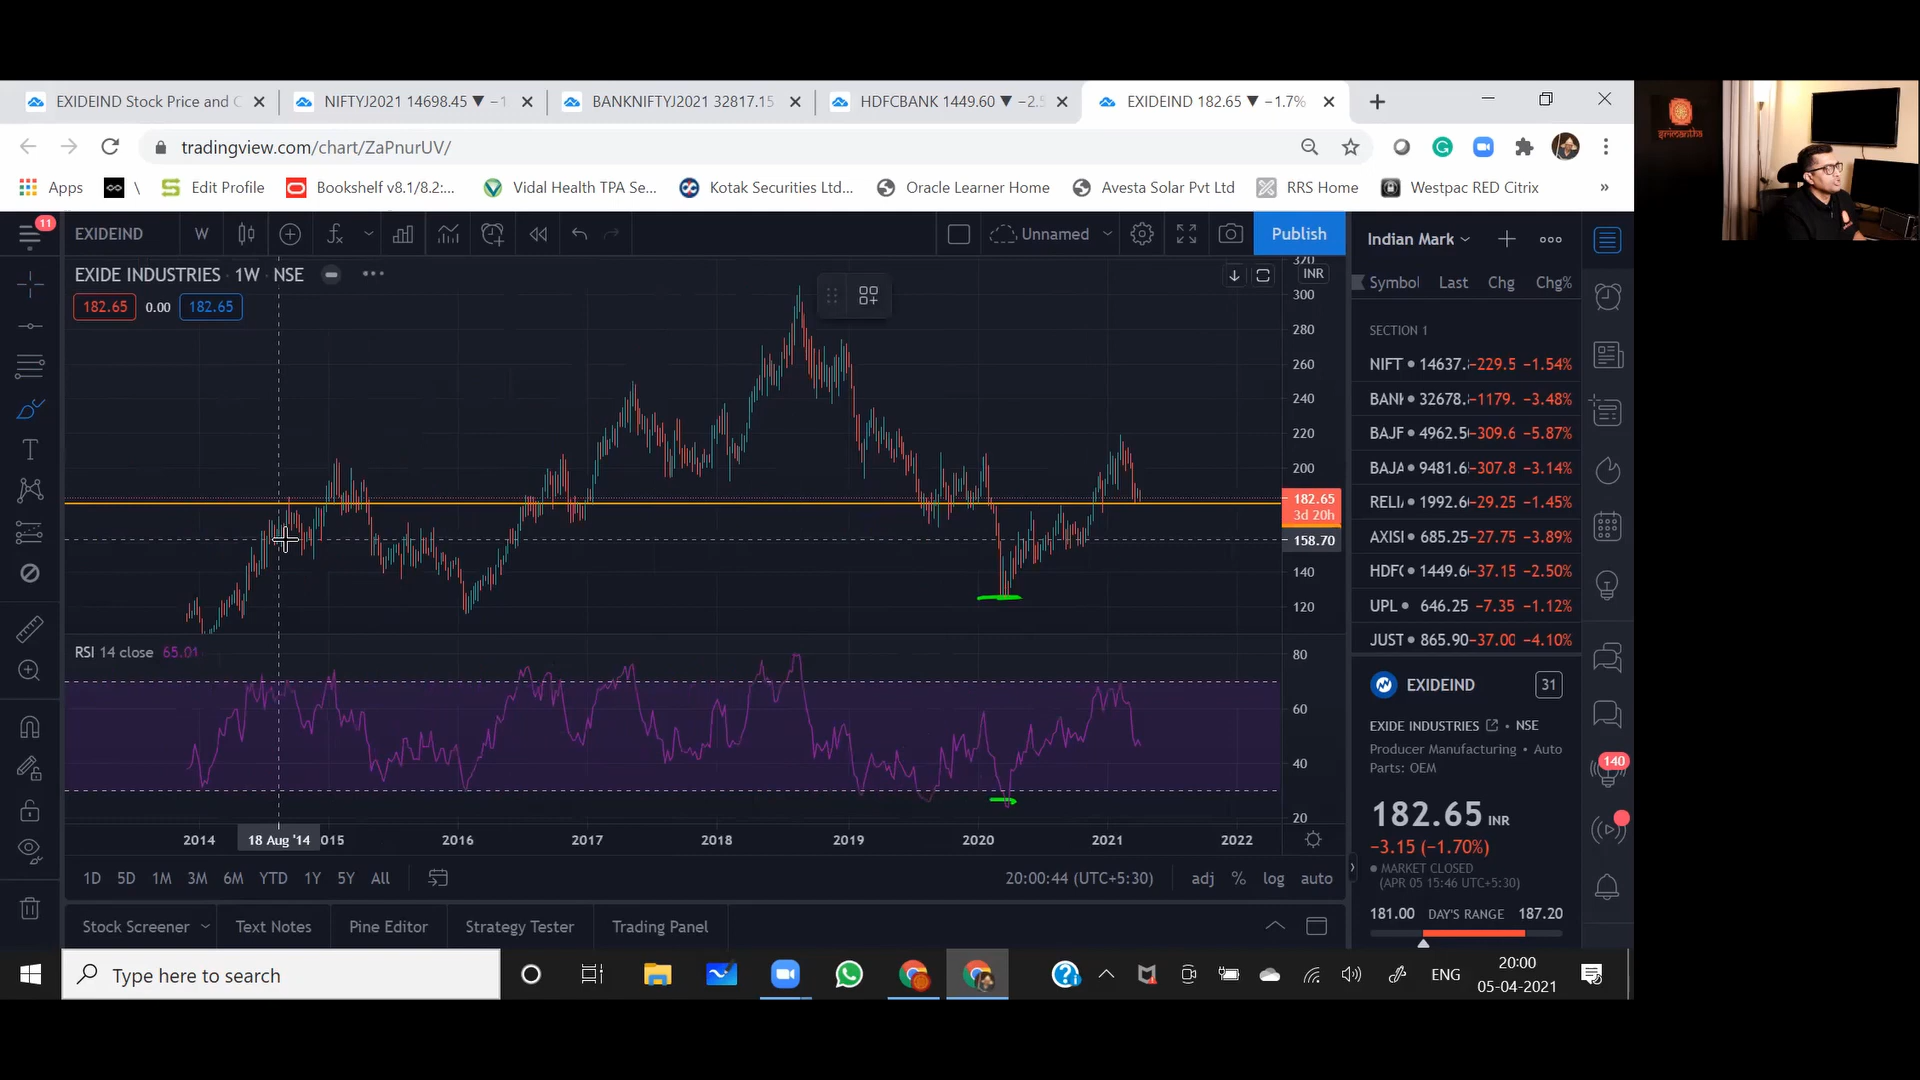 EXIDEIND Stock Price and C
NIFTYJ2021 14698.45 ▼ −1
BANKNIFTYJ2021 32817.15
HDFCBANK 1449.60 ▼ −2.5
EXIDEIND 182.65 ▼ −1.7%
tradingview.com/chart/ZaPnurUV/
Apps
\
Edit Profile
Bookshelf v8.1/8.2:...
Vidal Health TPA Se...
Kotak Securities Ltd...
Oracle Learner Home
Avesta Solar Pvt Ltd
RRS Home
Westpac RED Citrix
»
srimantha
11
EXIDEIND
W
Unnamed
Publish
Indian Mark
EXIDE INDUSTRIES · 1W · NSE
182.65 0.00 182.65
INR
370
300
280
260
240
220
200
182.65
3d 20h
158.70
140
120
RSI 14 close 65.01
80
60
40
20
2014
18 Aug '14
015
2016
2017
2018
2019
2020
2021
2022
1D 5D 1M 3M 6M YTD 1Y 5Y All
20:00:44 (UTC+5:30)
adj % log auto
Stock Screener
Text Notes
Pine Editor
Strategy Tester
Trading Panel
Symbol Last Chg Chg%
SECTION 1
NIFT 14637. -229.5 −1.54%
BANK 32678. -1179. −3.48%
BAJF 4962.5 -309.6 −5.87%
BAJA 9481.6 -307.8 −3.14%
RELI 1992.6 -29.25 −1.45%
AXISI 685.25 -27.75 −3.89%
HDFC 1449.6 -37.15 −2.50%
UPL 646.25 −7.35 −1.12%
JUST 865.90 -37.00 −4.10%
EXIDEIND
31
EXIDE INDUSTRIES • NSE
Producer Manufacturing • Auto
Parts: OEM
140
182.65 INR
−3.15 (−1.70%)
MARKET CLOSED
(APR 05 15:46 UTC+5:30)
181.00 DAY'S RANGE 187.20
Type here to search
ENG
20:00
05-04-2021